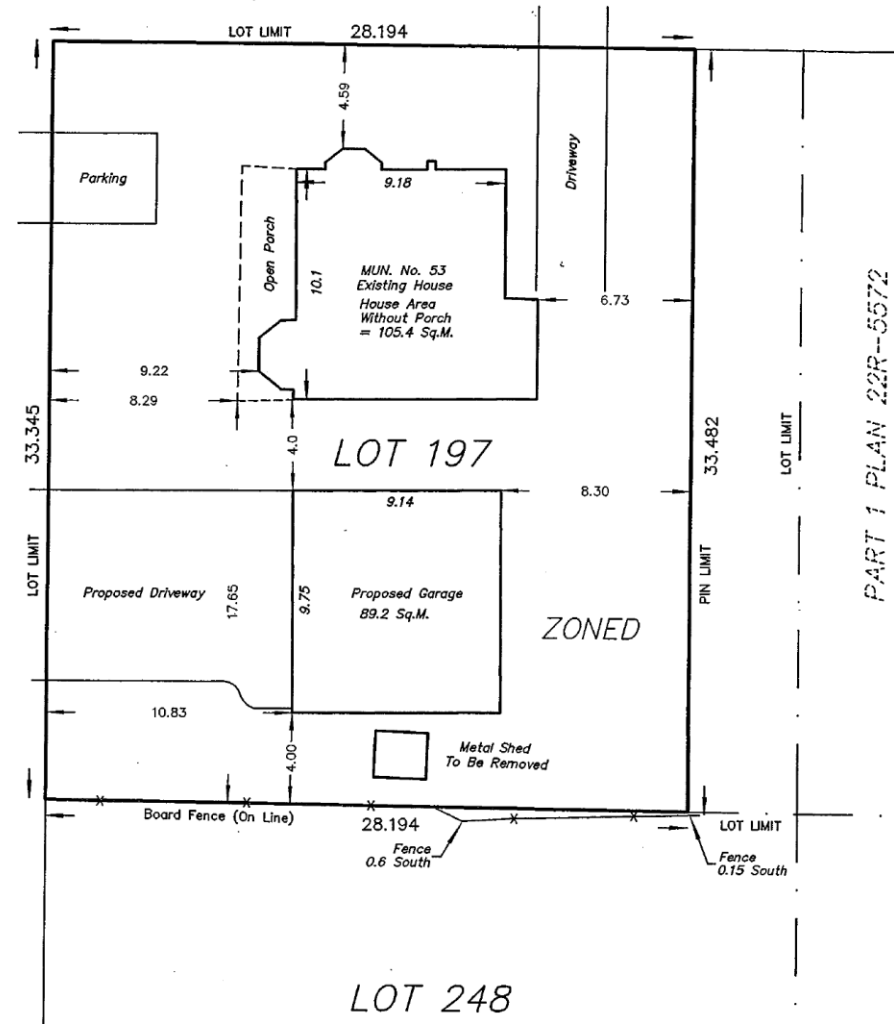 LOT LIMIT
28.194
4.59
Parking
Driveway
9.18
Open Porch
10.1
MUN. No. 53
Existing House
House Area
Without Porch
= 105.4 Sq.M.
6.73
9.22
8.29
33.345
4.0
LOT 197
33.482
LOT LIMIT
PART 1 PLAN 22R-5572
9.14
8.30
LOT LIMIT
Proposed Driveway
17.65
9.75
Proposed Garage
89.2 Sq.M.
PIN LIMIT
ZONED
10.83
4.00
Metal Shed
To Be Removed
Board Fence (On Line)
28.194
LOT LIMIT
Fence
0.6 South
Fence
0.15 South
LOT 248